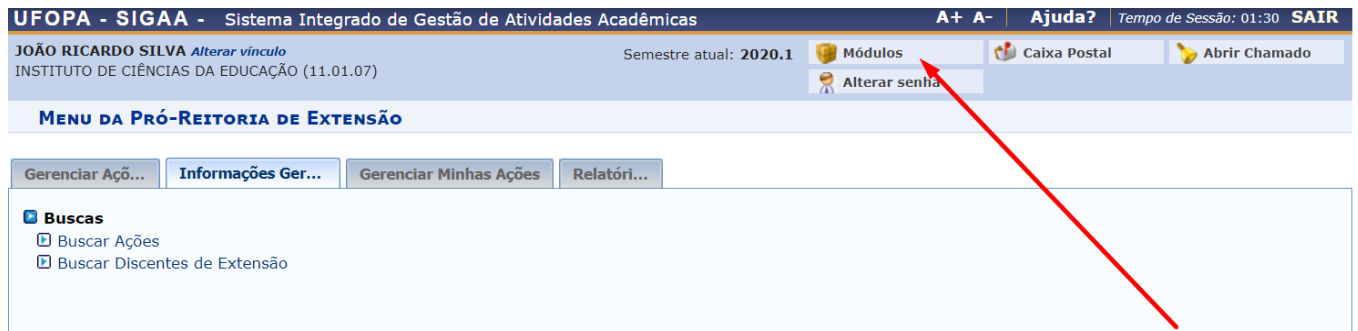 UFOPA - SIGAA - Sistema Integrado de Gestão de Atividades Acadêmicas A+ A- Ajuda? Tempo de Sessão: 01:30 SAIR
JOÃO RICARDO SILVA Alterar vínculo Semestre atual: 2020.1 Módulos Caixa Postal Abrir Chamado
INSTITUTO DE CIÊNCIAS DA EDUCAÇÃO (11.01.07)
Alterar senha
MENU DA PRÓ-REITORIA DE EXTENSÃO
Gerenciar Açõ... Informações Ger... Gerenciar Minhas Ações Relatóri...
Buscas
Buscar Ações
Buscar Discentes de Extensão